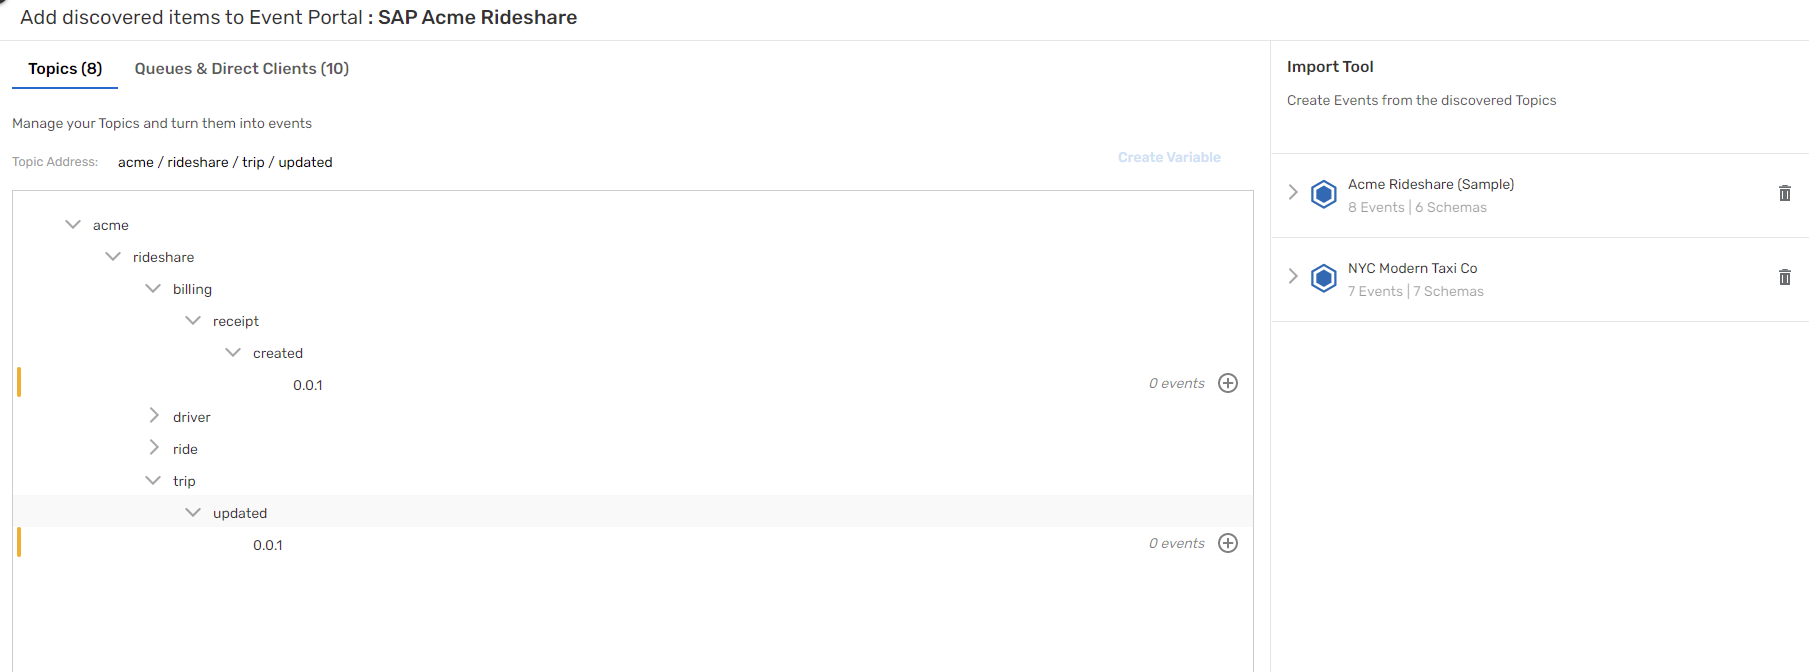 Add discovered items to Event Portal : SAP Acme Rideshare
Topics (8)
Queues & Direct Clients (10)
Manage your Topics and turn them into events
Topic Address: acme / rideshare / trip / updated
Create Variable
acme
rideshare
billing
receipt
created
0.0.1
0 events
driver
ride
trip
updated
0.0.1
0 events
Import Tool
Create Events from the discovered Topics
Acme Rideshare (Sample)
8 Events | 6 Schemas
NYC Modern Taxi Co
7 Events | 7 Schemas